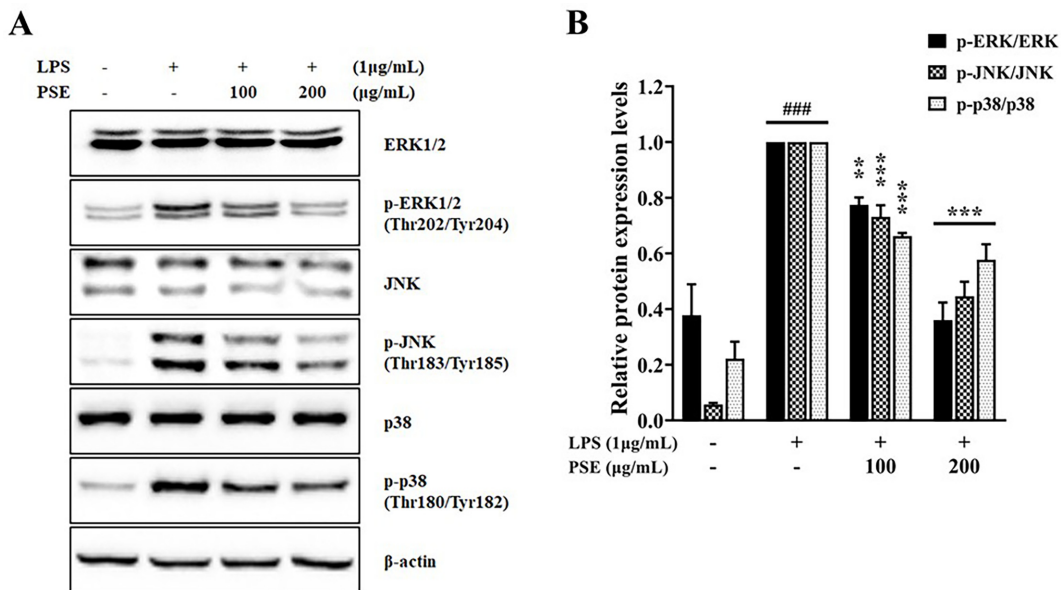 A
LPS - + + + (1µg/mL)
PSE - - 100 200 (µg/mL)
ERK1/2
p-ERK1/2
(Thr202/Tyr204)
JNK
p-JNK
(Thr183/Tyr185)
p38
p-p38
(Thr180/Tyr182)
β-actin
B
p-ERK/ERK
p-JNK/JNK
p-p38/p38
Relative protein expression levels
1.2
1.0
0.8
0.6
0.4
0.2
0.0
###
** *** ***
***
LPS (1µg/mL) - + + +
PSE (µg/mL) - - 100 200